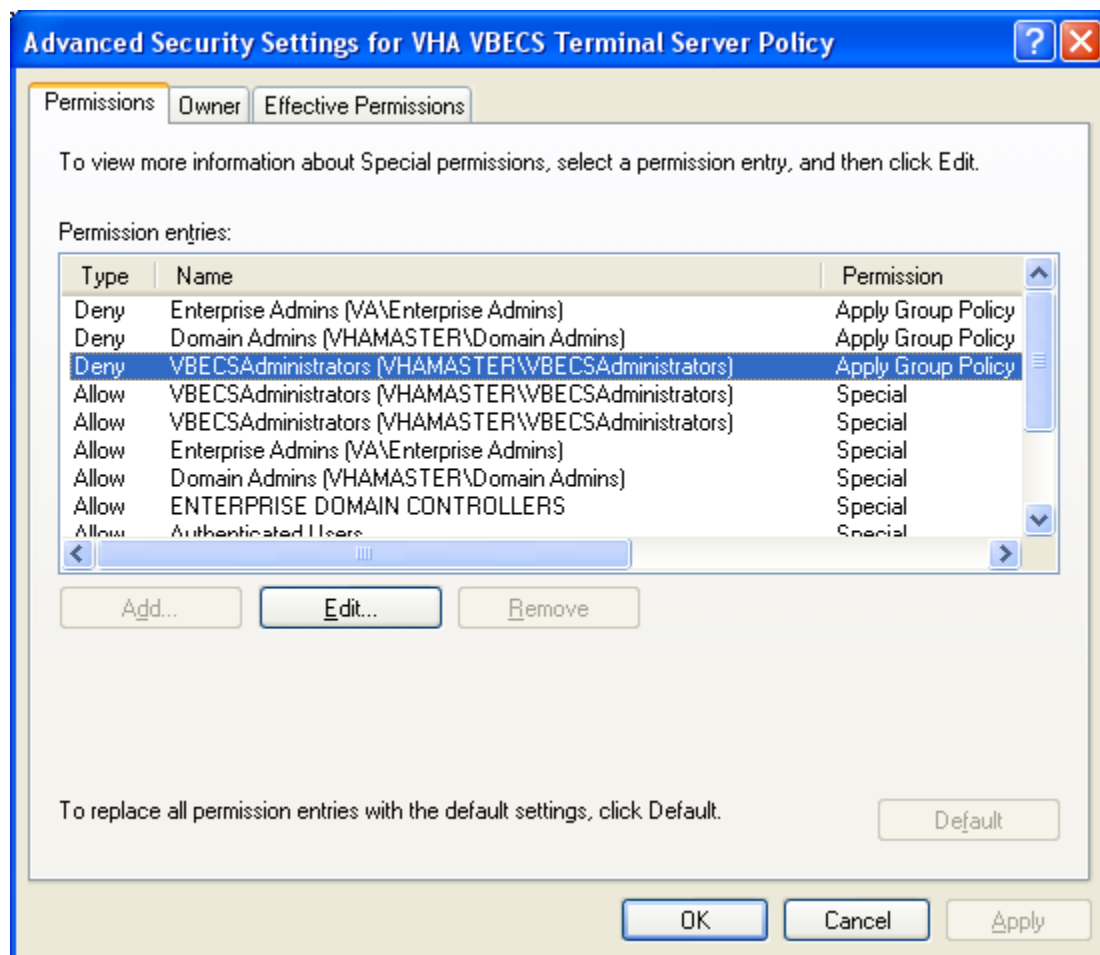 Advanced Security Settings for VHA VBECS Terminal Server Policy
Permissions Owner Effective Permissions
To view more information about Special permissions, select a permission entry, and then click Edit.
Permission entries:
Type Name Permission
Deny Enterprise Admins (VA\Enterprise Admins) Apply Group Policy
Deny Domain Admins (VHAMASTER\Domain Admins) Apply Group Policy
Deny VBECSAdministrators (VHAMASTER\VBECSAdministrators) Apply Group Policy
Allow VBECSAdministrators (VHAMASTER\VBECSAdministrators) Special
Allow VBECSAdministrators (VHAMASTER\VBECSAdministrators) Special
Allow Enterprise Admins (VA\Enterprise Admins) Special
Allow Domain Admins (VHAMASTER\Domain Admins) Special
Allow ENTERPRISE DOMAIN CONTROLLERS Special
Allow Authenticated Users Special
Add... Edit... Remove
To replace all permission entries with the default settings, click Default.
Default
OK Cancel Apply